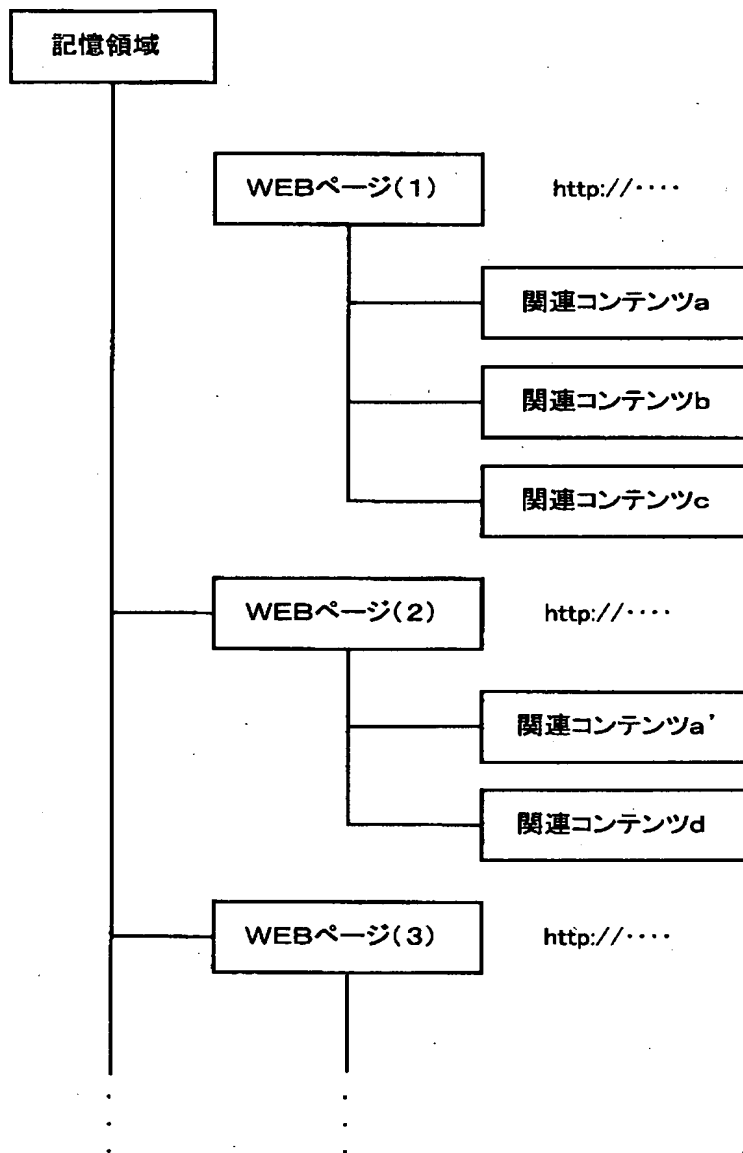 記憶領域
WEBページ(1) http://‥‥
関連コンテンツa
関連コンテンツb
関連コンテンツc
WEBページ(2) http://‥‥
関連コンテンツa'
関連コンテンツd
WEBページ(3) http://‥‥